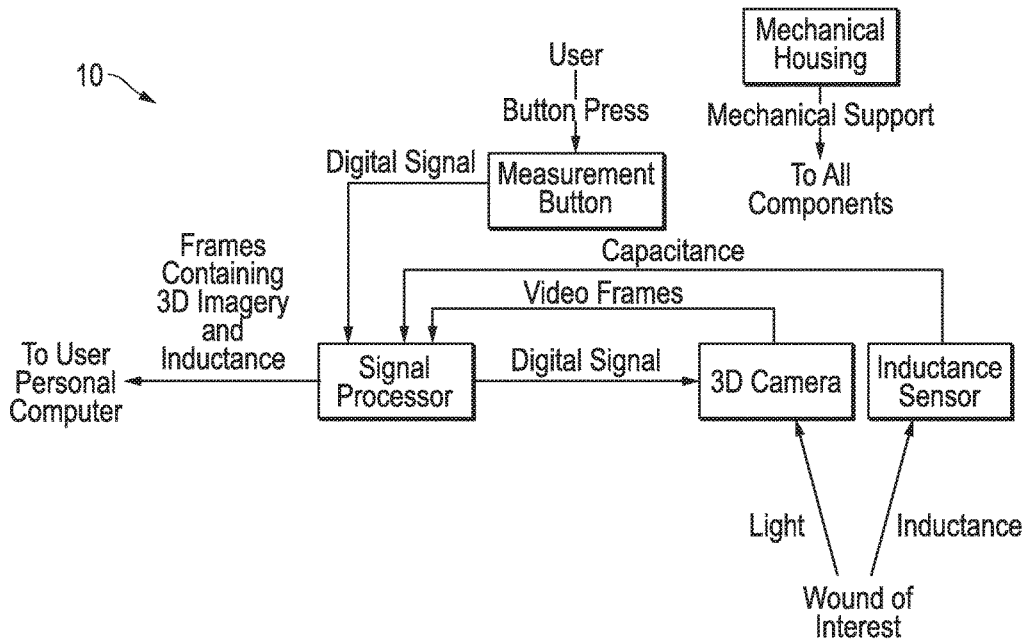 10
User
Button Press
Mechanical
Housing
Mechanical Support
To All
Components
Digital Signal
Measurement
Button
Frames
Containing
3D Imagery
and
Inductance
Capacitance
Video Frames
To User
Personal
Computer
Signal
Processor
Digital Signal
3D Camera
Inductance
Sensor
Light
Inductance
Wound of
Interest